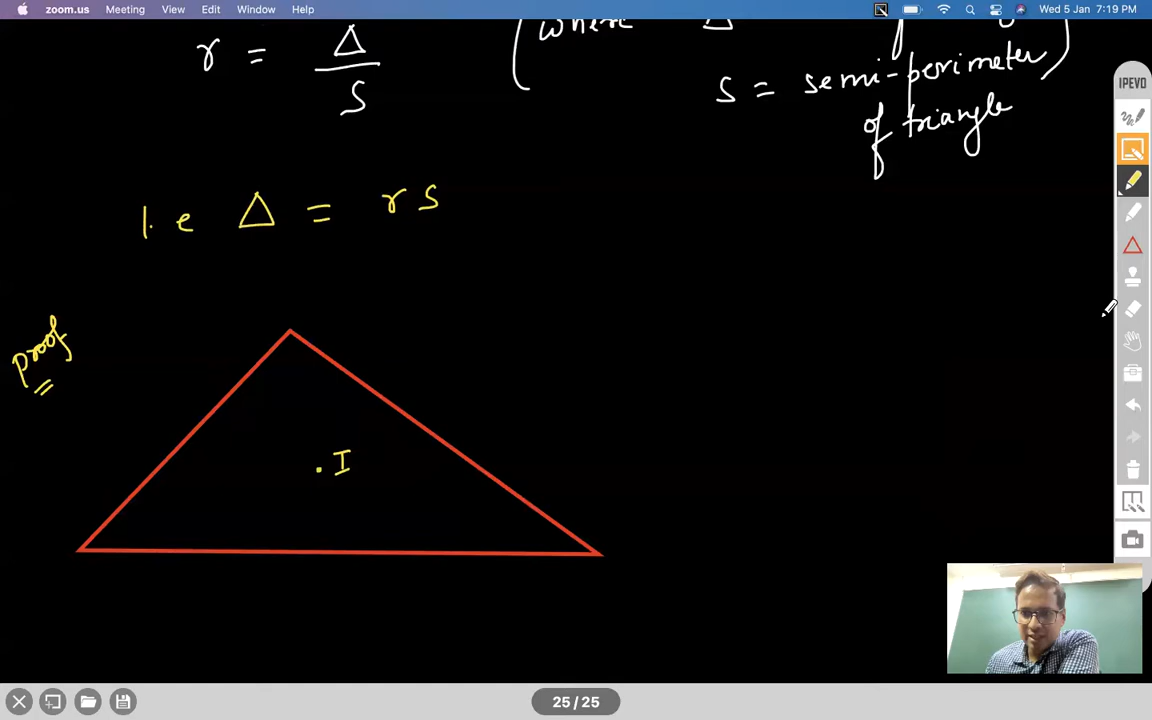 zoom.us Meeting View Edit Window Help Wed 5 Jan 7:19 PM
where Δ
r = Δ / S
S = semi-perimeter
of triangle
IPEVO
I.e Δ = rs
proof
. I
25 / 25